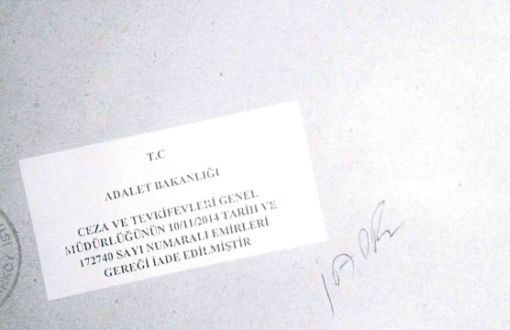 T.C
ADALET BAKANLIĞI
CEZA VE TEVKİFEVLERİ GENEL
MÜDÜRLÜĞÜNÜN 10/11/2014 TARİH VE
172740 SAYI NUMARALI EMİRLERİ
GEREĞİ İADE EDİLMİŞTİR